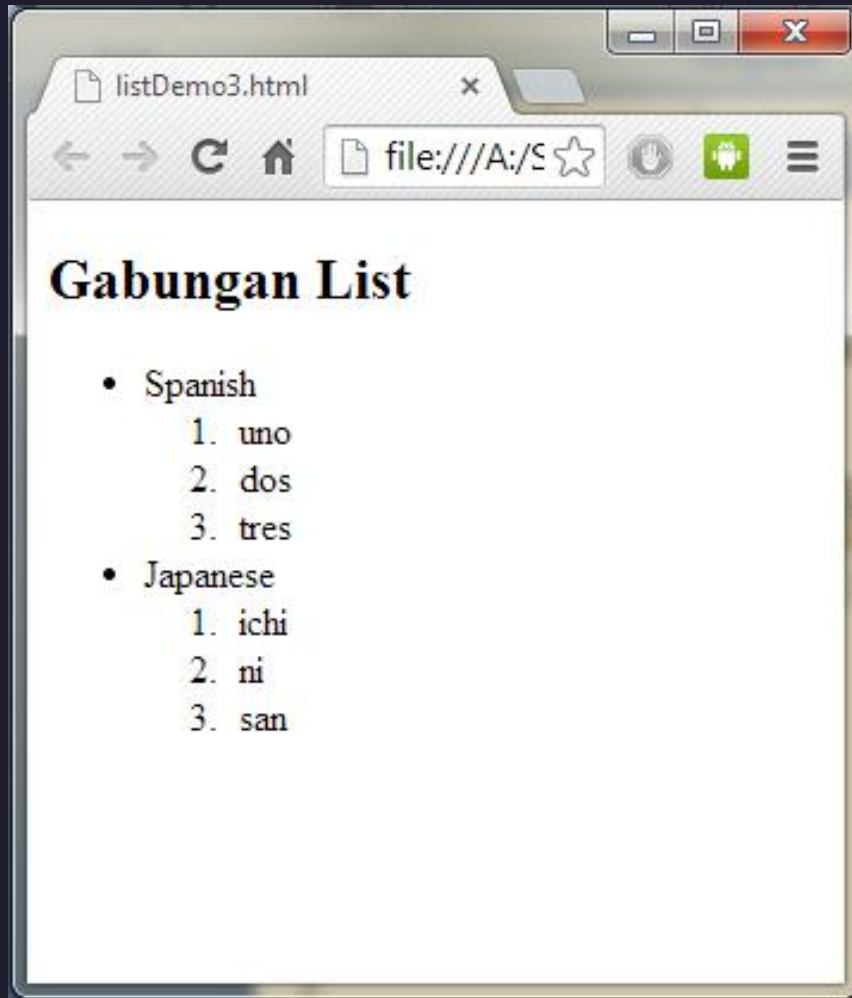 listDemo3.html
file:///A:/S
Gabungan List
• Spanish
1. uno
2. dos
3. tres
• Japanese
1. ichi
2. ni
3. san